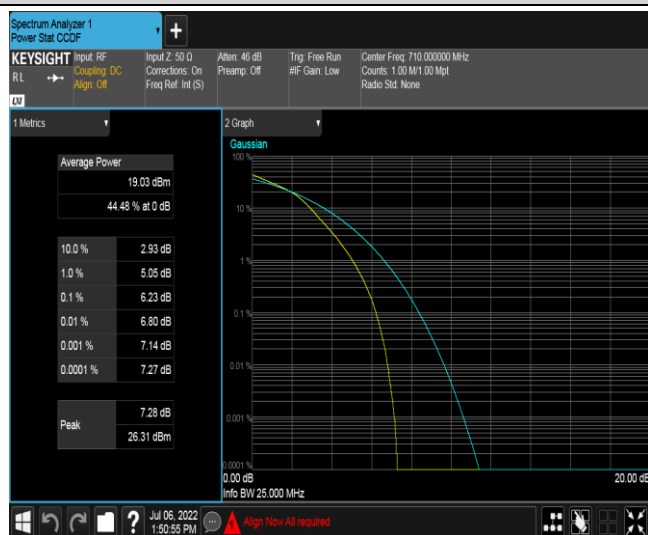 Spectrum Analyzer 1
Power Stat CCDF
+
KEYSIGHT Input: RF Input Z: 50 Ω Atten: 46 dB Trig: Free Run Center Freq: 710.000000 MHz
RL Coupling: DC Corrections: On Preamp: Off #IF Gain: Low Counts: 1.00 M/1.00 Mpt
Align: Off Freq Ref: Int (S) Radio Std: None
LXI
1 Metrics
2 Graph
Average Power
19.03 dBm
44.48 % at 0 dB
10.0 % 2.93 dB
1.0 % 5.05 dB
0.1 % 6.23 dB
0.01 % 6.80 dB
0.001 % 7.14 dB
0.0001 % 7.27 dB
Peak
7.28 dB
26.31 dBm
Gaussian
100 %
10 %
1 %
0.1 %
0.01 %
0.001 %
0.0001 %
0.00 dB 20.00 dB
Info BW 25.000 MHz
? Jul 06, 2022
1:50:55 PM
Align Now All required